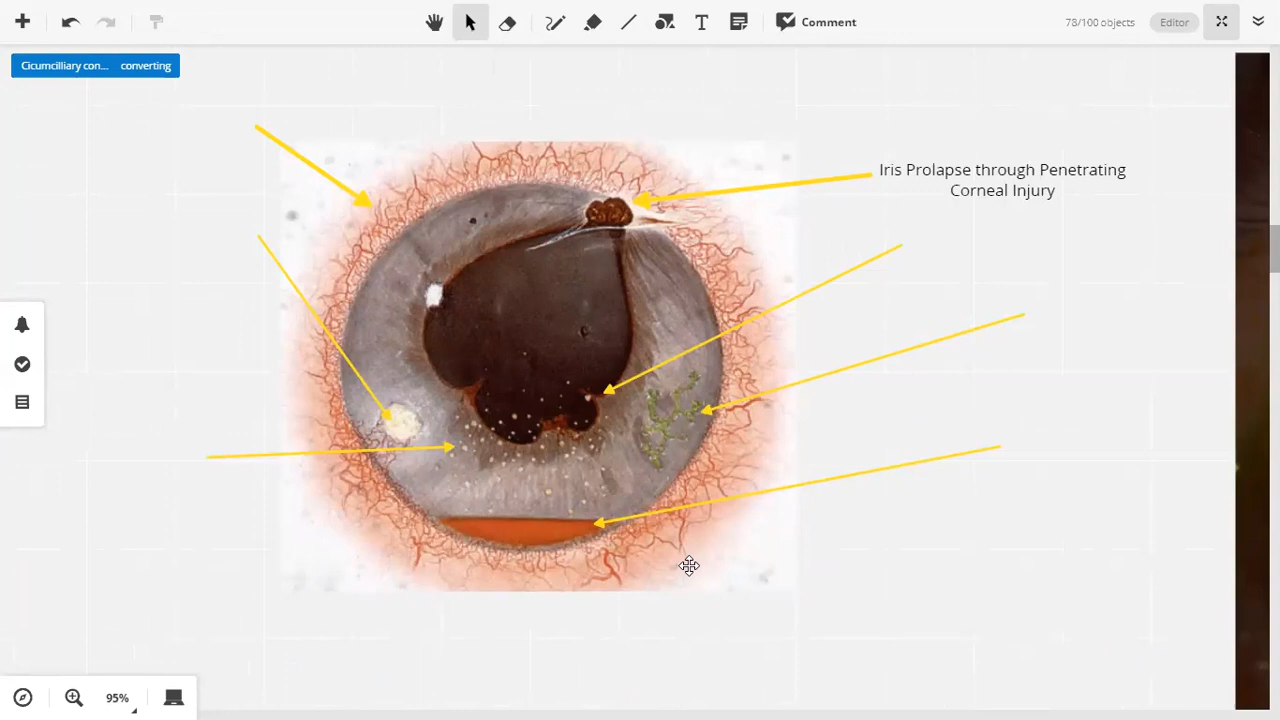 Comment
78/100 objects
Editor
Cicumcilliary con... converting
Iris Prolapse through Penetrating
Corneal Injury
95%